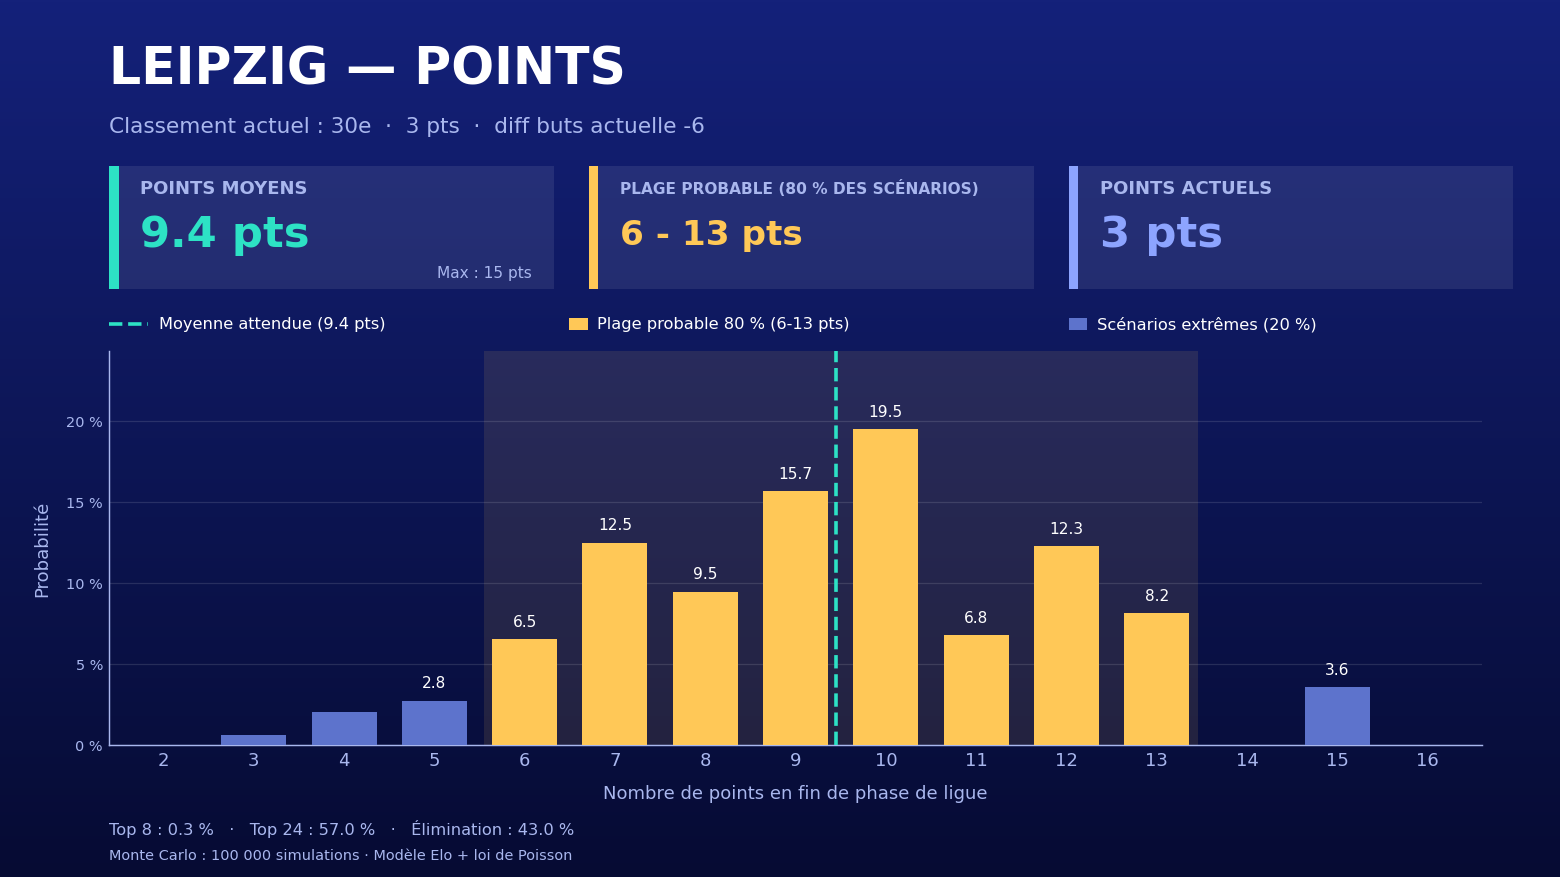 LEIPZIG — POINTS
Classement actuel : 30e · 3 pts · diff buts actuelle -6
POINTS MOYENS
9.4 pts
Max : 15 pts
PLAGE PROBABLE (80 % DES SCÉNARIOS)
6 - 13 pts
POINTS ACTUELS
3 pts
Moyenne attendue (9.4 pts)
Plage probable 80 % (6-13 pts)
Scénarios extrêmes (20 %)
Probabilité
20 %
15 %
10 %
5 %
0 %
2.8
6.5
12.5
9.5
15.7
19.5
6.8
12.3
8.2
3.6
2 3 4 5 6 7 8 9 10 11 12 13 14 15 16
Nombre de points en fin de phase de ligue
Top 8 : 0.3 % · Top 24 : 57.0 % · Élimination : 43.0 %
Monte Carlo : 100 000 simulations · Modèle Elo + loi de Poisson